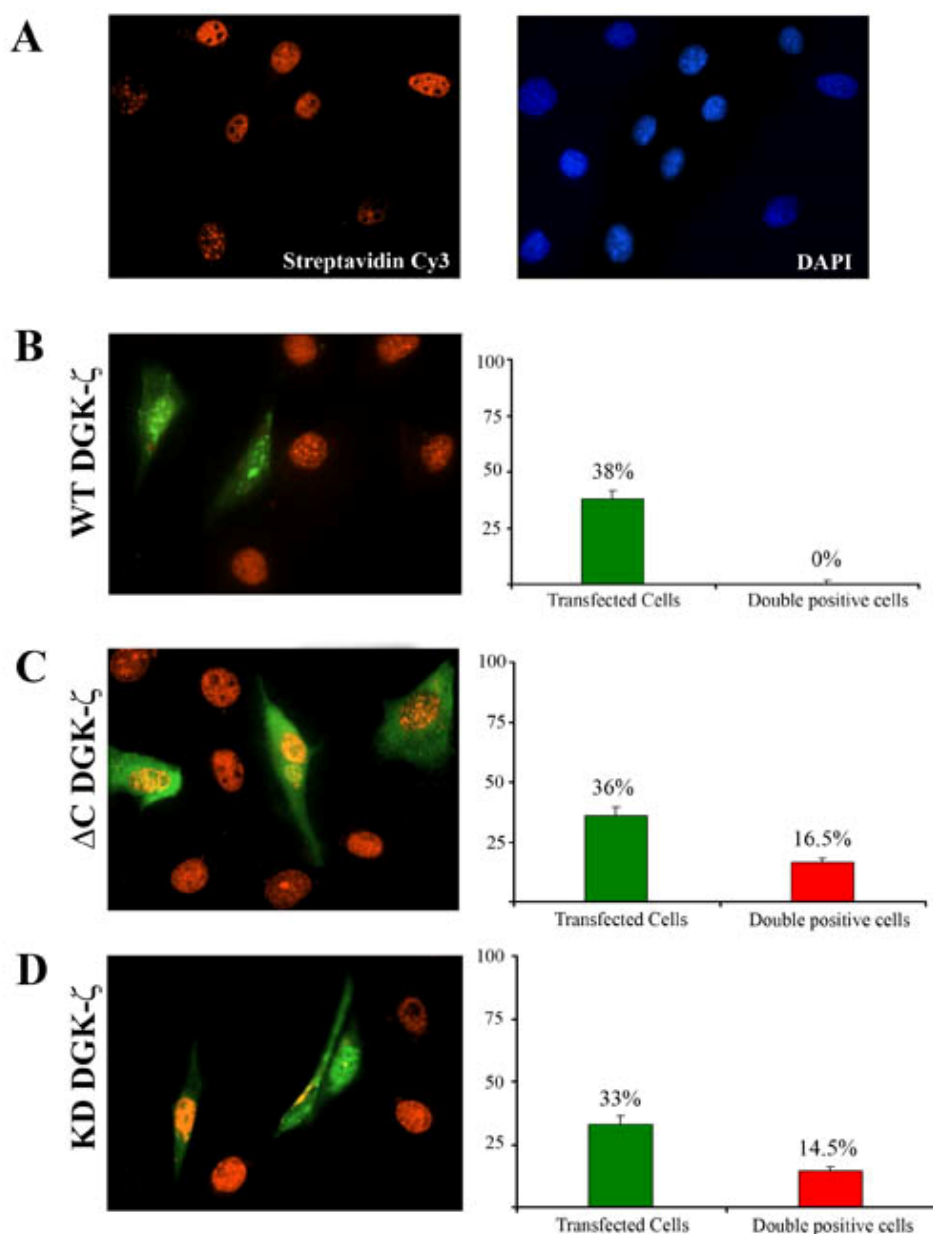 A
Streptavidin Cy3
DAPI
B
WT DGK-ζ
100
75
50
25
38%
0%
Transfected Cells
Double positive cells
C
ΔC DGK-ζ
100
75
50
25
36%
16.5%
Transfected Cells
Double positive cells
D
KD DGK-ζ
100
75
50
25
33%
14.5%
Transfected Cells
Double positive cells